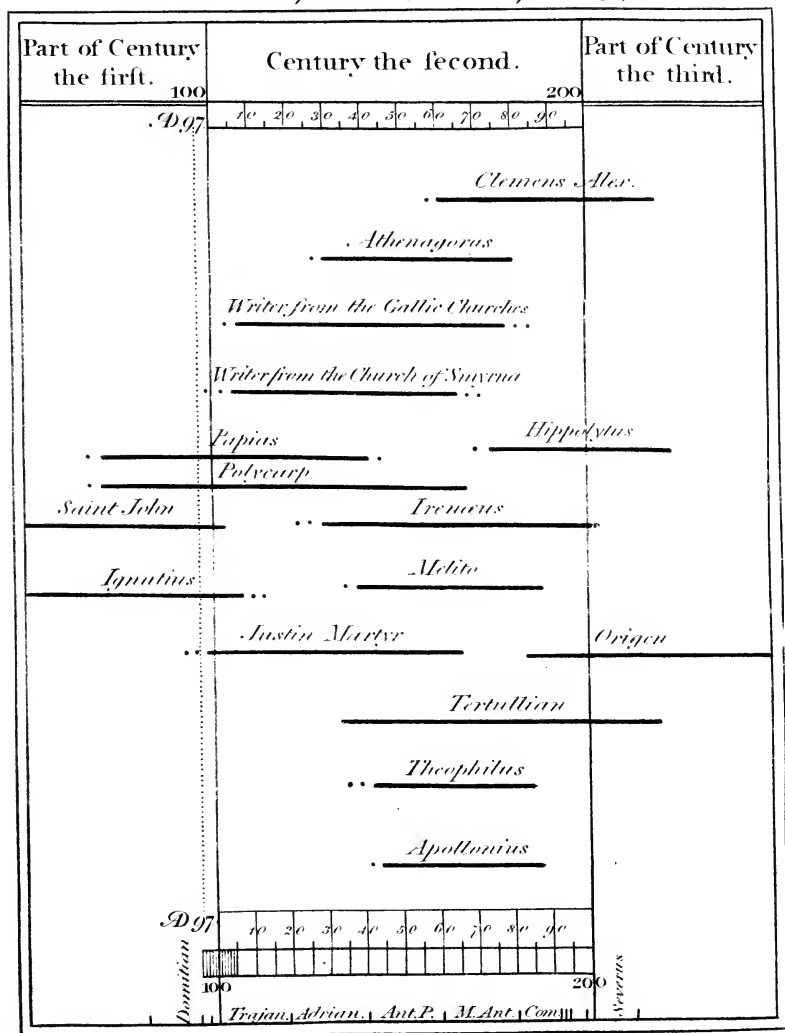 Part of Century
the firſt.
100
Century the ſecond.
200
Part of Century
the third.
AD 97
10 20 30 40 50 60 70 80 90
Clemens Alex.
Athenagoras
Writer from the Gallic Churches
Writer from the Church of Smyrna
Papias
Hippolytus
Polycarp
Saint John
Irenœus
Ignatius
Melito
Justin Martyr
Origen
Tertullian
Theophilus
Apollonius
AD 97
10 20 30 40 50 60 70 80 90
Domitian
100
200
Severus
Trajan. Adrian. Ant. P. M. Ant. Com